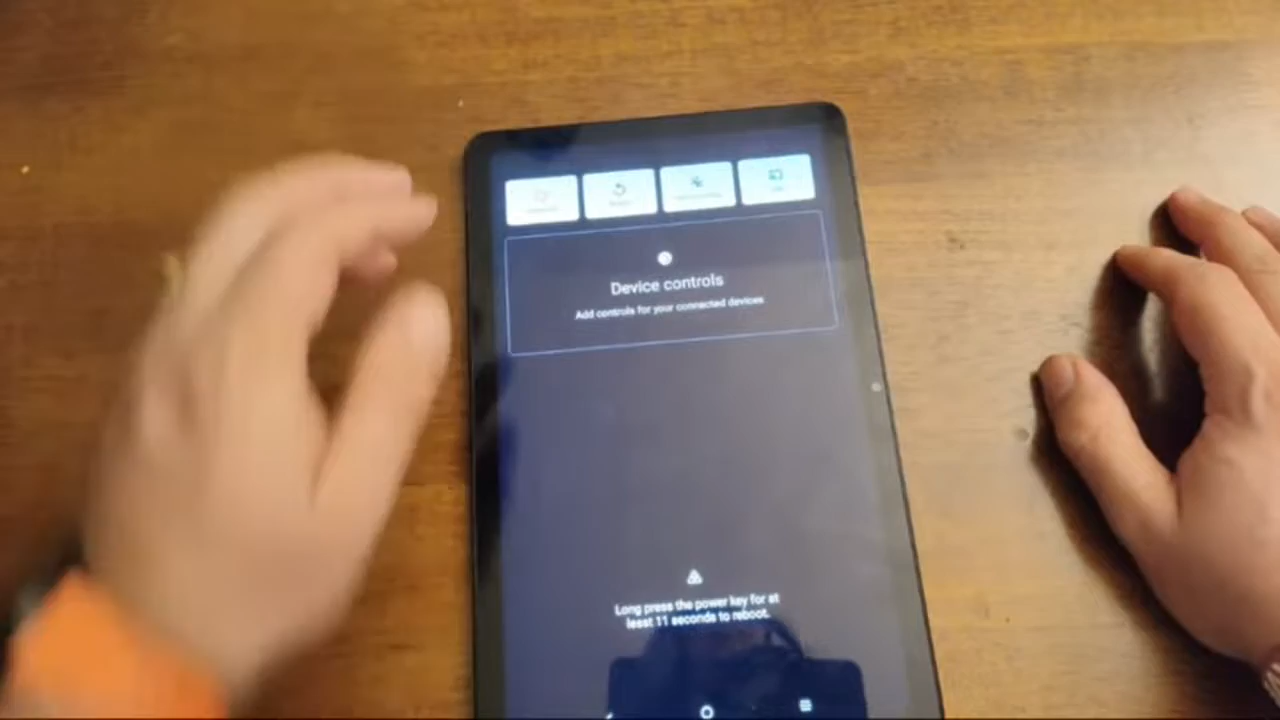 Device controls
Add controls for your connected devices
Long press the power key for at
least 11 seconds to reboot.